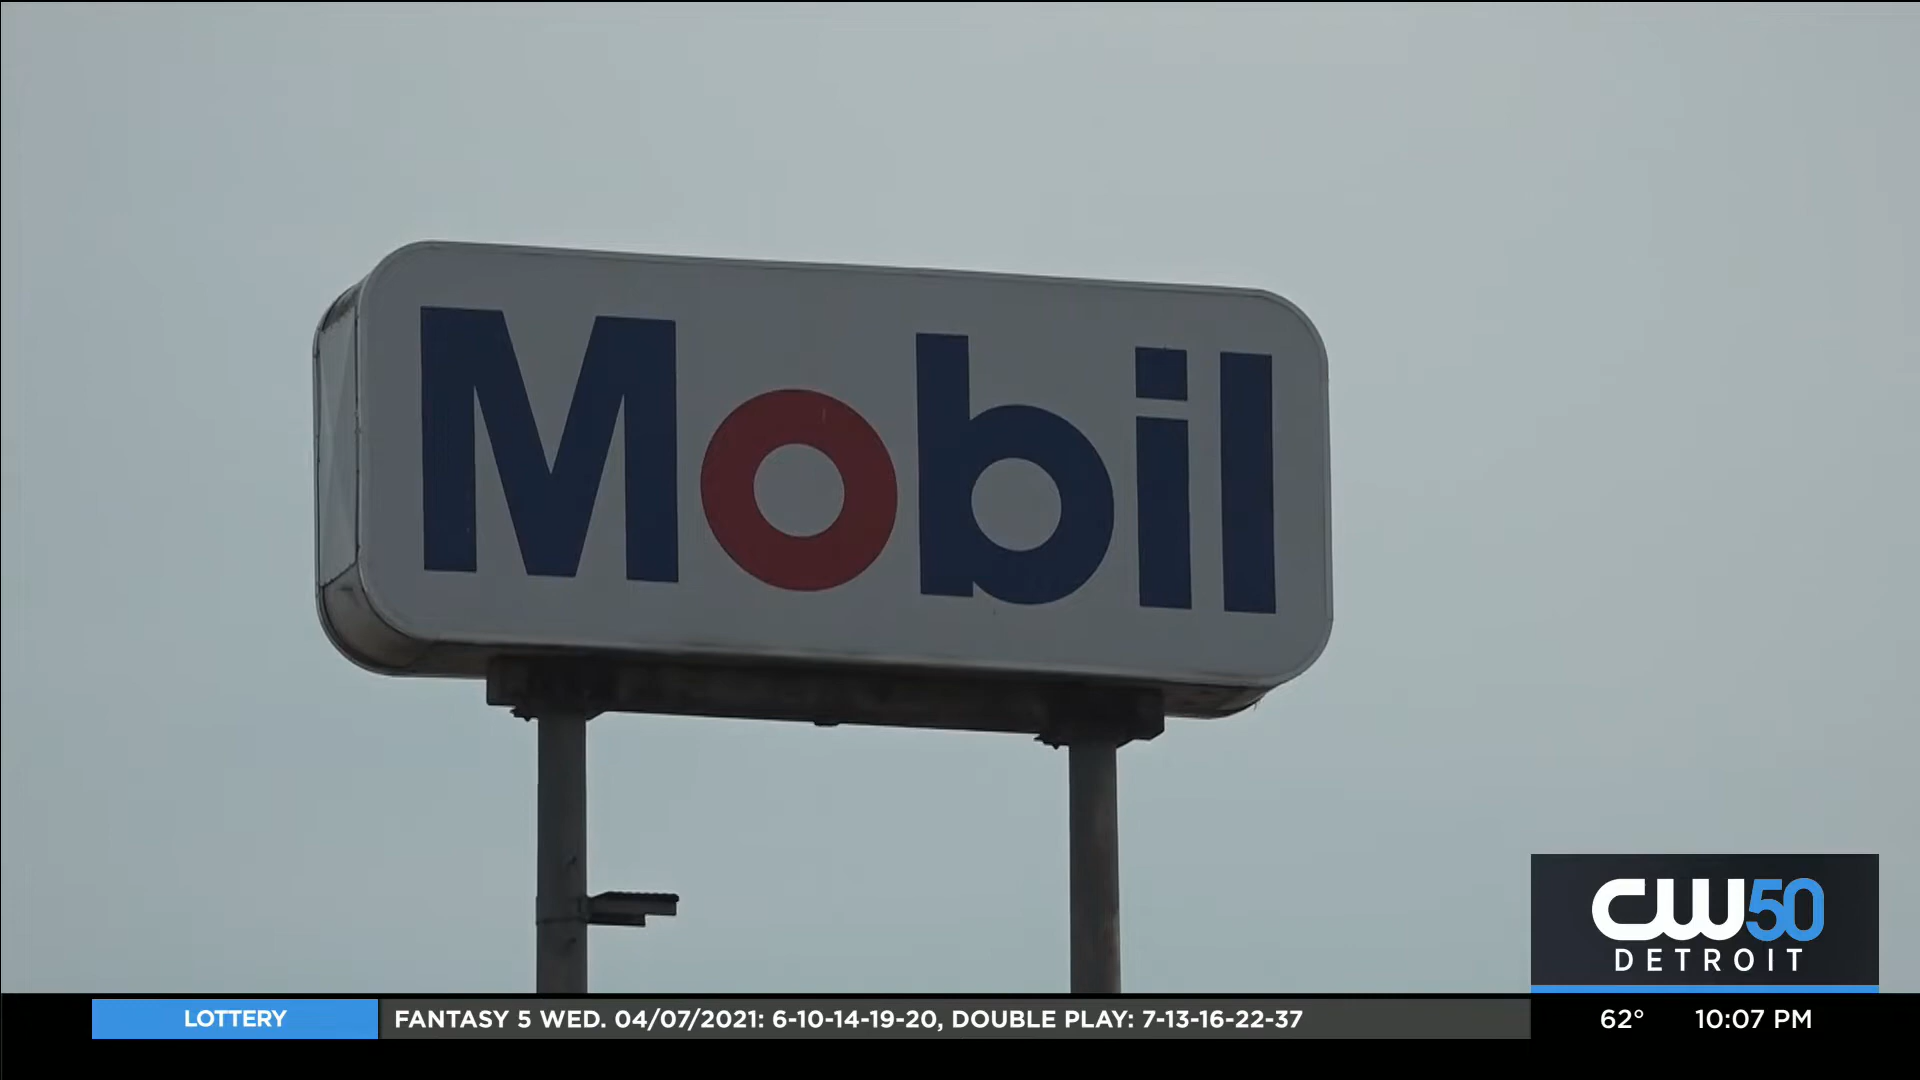 Mobil
CW50
DETROIT
LOTTERY
FANTASY 5 WED. 04/07/2021: 6-10-14-19-20, DOUBLE PLAY: 7-13-16-22-37
62° 10:07 PM